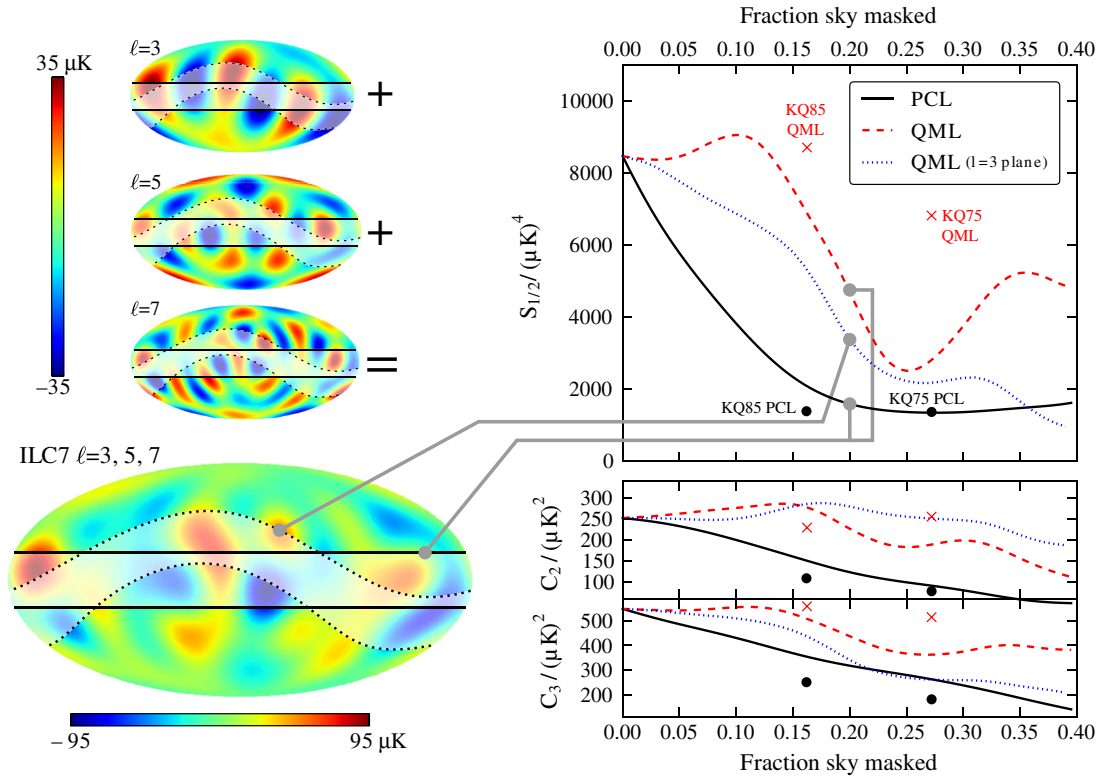 35 μK
−35
ℓ=3
+
ℓ=5
+
ℓ=7
=
ILC7 ℓ=3, 5, 7
−95
95 μK
Fraction sky masked
0.00 0.05 0.10 0.15 0.20 0.25 0.30 0.35 0.40
S1/2/ (μ K)4
10000
8000
6000
4000
2000
0
PCL
QML
QML (l=3 plane)
KQ85
QML
KQ75
QML
KQ85 PCL
KQ75 PCL
C2 / (μ K)2
300
250
200
150
100
C3 / (μ K)2
500
400
300
200
0.00 0.05 0.10 0.15 0.20 0.25 0.30 0.35 0.40
Fraction sky masked